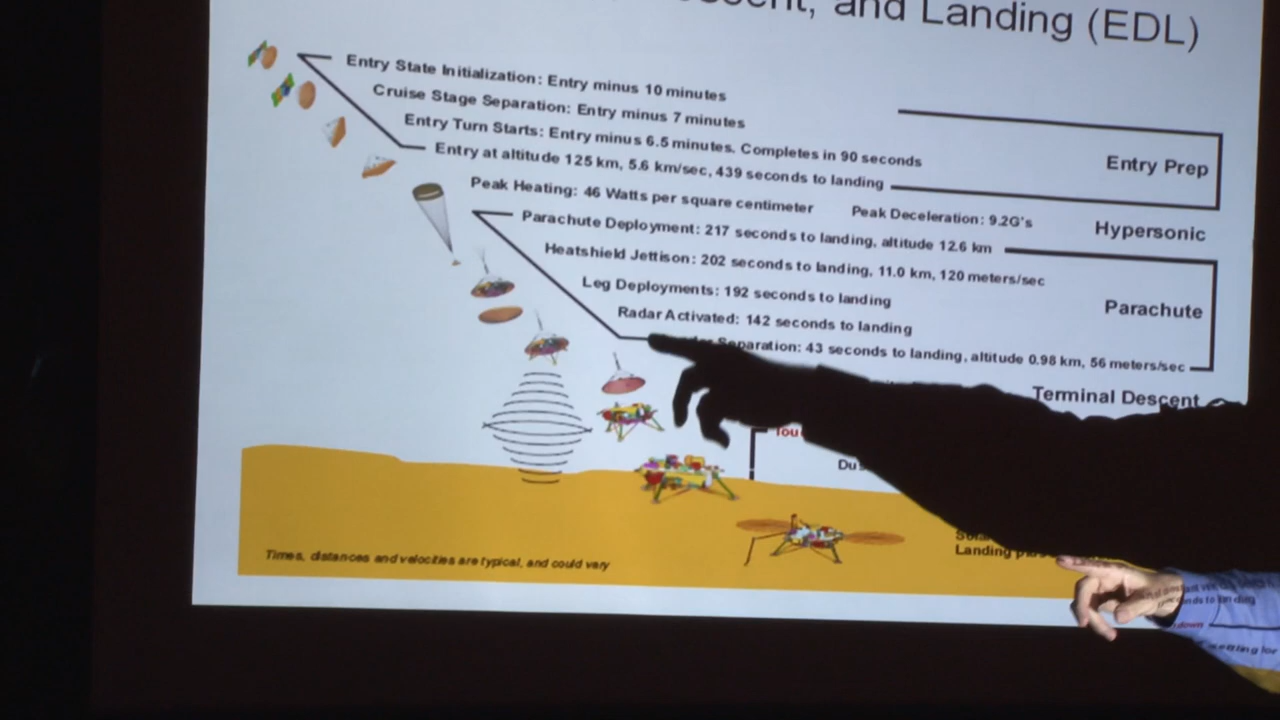 and Landing (EDL)
Entry State Initialization: Entry minus 10 minutes
Cruise Stage Separation: Entry minus 7 minutes
Entry Turn Starts: Entry minus 6.5 minutes. Completes in 90 seconds
Entry Prep
Entry at altitude 125 km, 5.6 km/sec, 439 seconds to landing
Peak Heating: 46 Watts per square centimeter Peak Deceleration: 9.2G's
Hypersonic
Parachute Deployment: 217 seconds to landing, altitude 12.6 km
Heatshield Jettison: 202 seconds to landing, 11.0 km, 120 meters/sec
Leg Deployments: 192 seconds to landing
Parachute
Radar Activated: 142 seconds to landing
Separation: 43 seconds to landing, altitude 0.98 km, 56 meters/sec
Terminal Descent
Landing
Times, distances and velocities are typical, and could vary